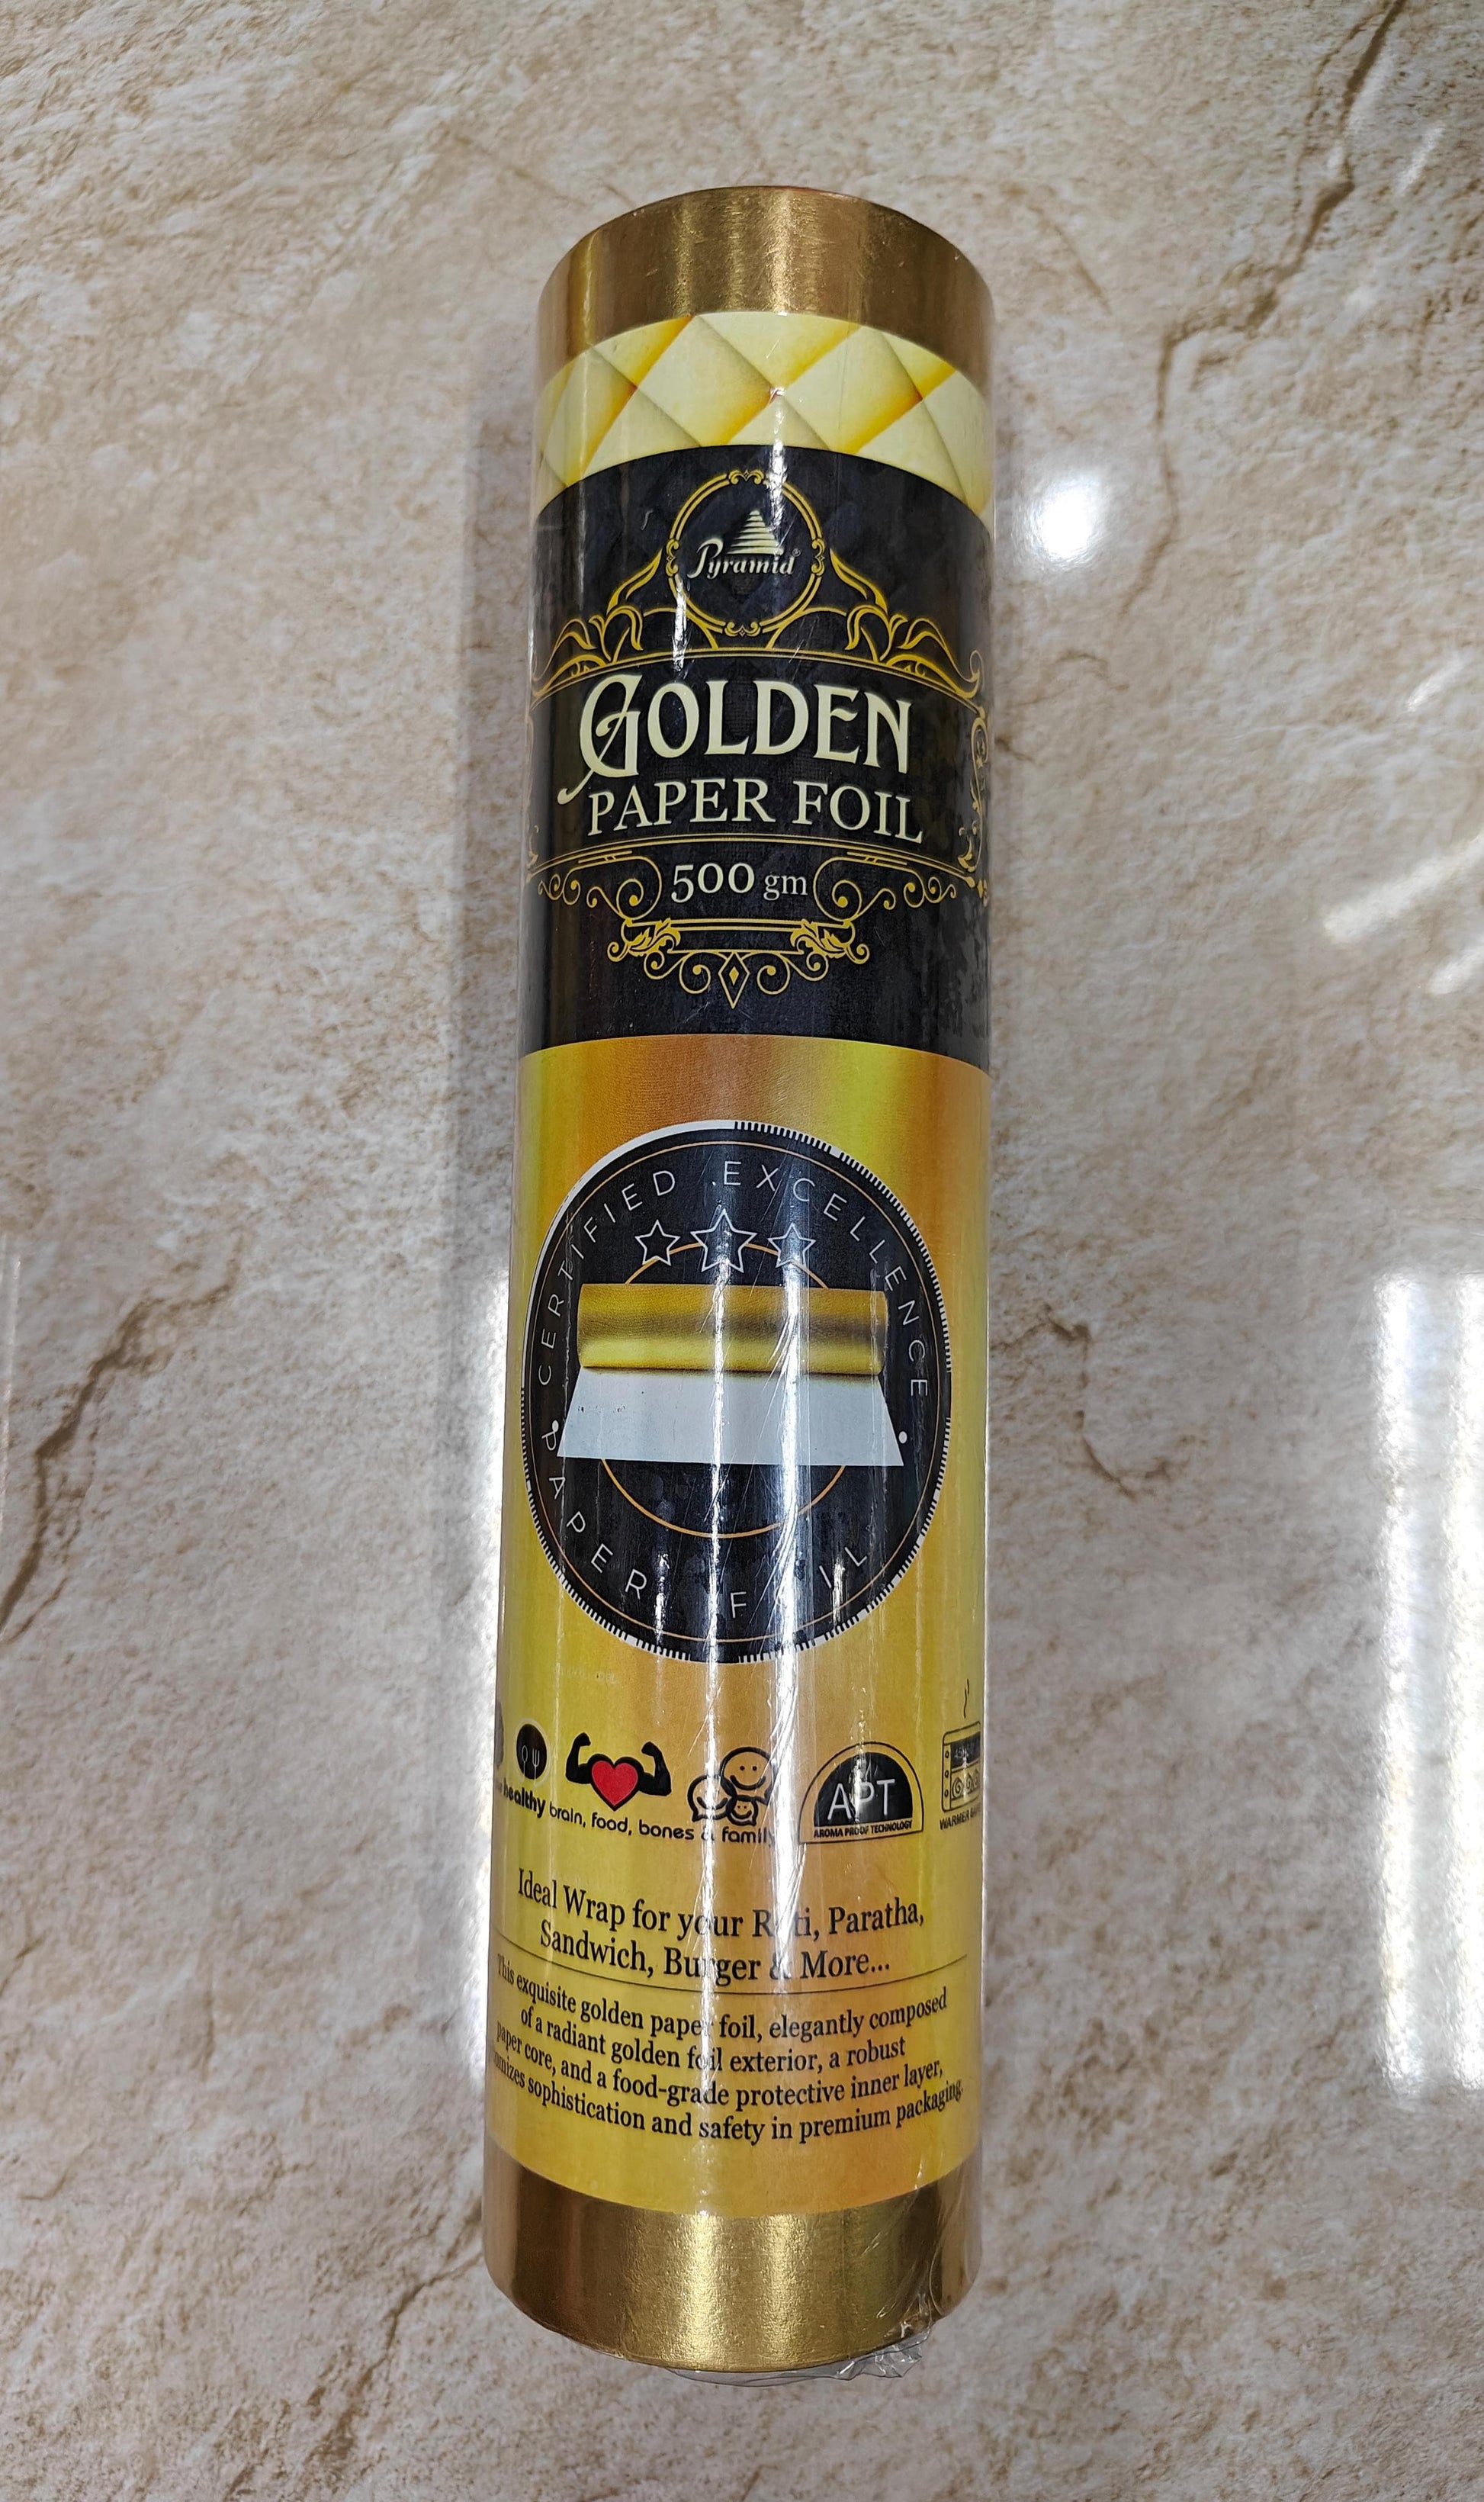 Pyramid®
GOLDEN
PAPER FOIL
500 gm
CERTIFIED EXCELLENCE
PAPER FOIL
healthy brain, food, bones & family
APT
AROMA PROOF TECHNOLOGY
WARMER
Ideal Wrap for your Roti, Paratha,
Sandwich, Burger & More...
This exquisite golden paper foil, elegantly composed
of a radiant golden foil exterior, a robust
paper core, and a food-grade protective inner layer,
sophistication and safety in premium packaging.